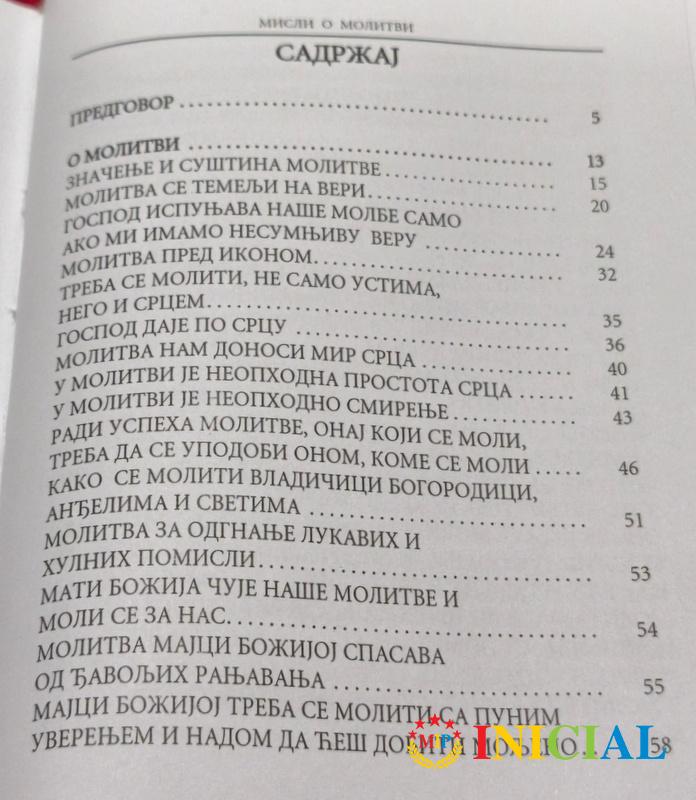 МИСЛИ О МОЛИТВИ
САДРЖАЈ
ПРЕДГОВОР 5
О МОЛИТВИ 13
ЗНАЧЕЊЕ И СУШТИНА МОЛИТВЕ 15
МОЛИТВА СЕ ТЕМЕЉИ НА ВЕРИ 20
ГОСПОД ИСПУЊАВА НАШЕ МОЛБЕ САМО
АКО МИ ИМАМО НЕСУМЊИВУ ВЕРУ 24
МОЛИТВА ПРЕД ИКОНОМ 32
ТРЕБА СЕ МОЛИТИ, НЕ САМО УСТИМА,
НЕГО И СРЦЕМ 35
ГОСПОД ДАЈЕ ПО СРЦУ 36
МОЛИТВА НАМ ДОНОСИ МИР СРЦА 40
У МОЛИТВИ ЈЕ НЕОПХОДНА ПРОСТОТА СРЦА 41
У МОЛИТВИ ЈЕ НЕОПХОДНО СМИРЕЊЕ 43
РАДИ УСПЕХА МОЛИТВЕ, ОНАЈ КОЈИ СЕ МОЛИ,
ТРЕБА ДА СЕ УПОДОБИ ОНОМ, КОМЕ СЕ МОЛИ 46
КАКО СЕ МОЛИТИ ВЛАДИЧИЦИ БОГОРОДИЦИ,
АНЂЕЛИМА И СВЕТИМА 51
МОЛИТВА ЗА ОДГНАЊЕ ЛУКАВИХ И
ХУЛНИХ ПОМИСЛИ 53
МАТИ БОЖИЈА ЧУЈЕ НАШЕ МОЛИТВЕ И
МОЛИ СЕ ЗА НАС 54
МОЛИТВА МАЈЦИ БОЖИЈОЈ СПАСАВА
ОД ЂАВОЉИХ РАЊАВАЊА 55
МАЈЦИ БОЖИЈОЈ ТРЕБА СЕ МОЛИТИ СА ПУНИМ
УВЕРЕЊЕМ И НАДОМ ДА ЋЕШ ДОБИТИ МОЉЕНО 58
MP INICIAL